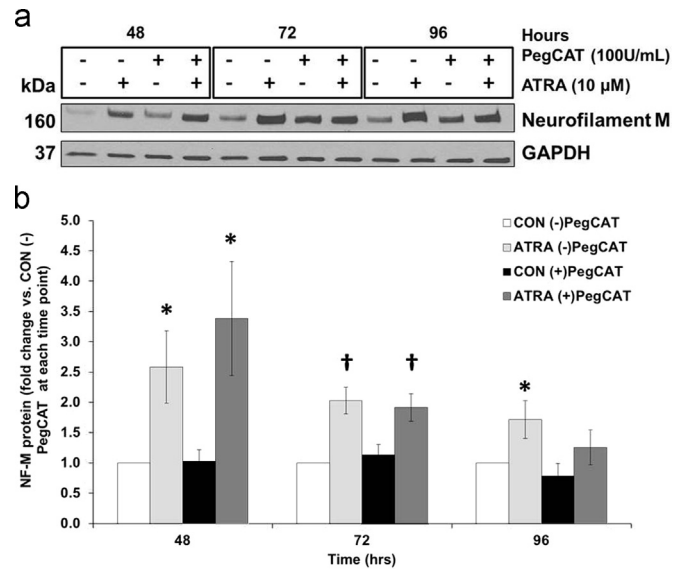 a
48 72 96 Hours
- - + + - - + + - - + + PegCAT (100U/mL)
kDa - + - + - + - + - + - + ATRA (10 µM)
160 Neurofilament M
37 GAPDH
b
NF-M protein (fold change vs. CON (-)
PegCAT at each time point)
5.0
4.5
4.0
3.5
3.0
2.5
2.0
1.5
1.0
0.5
0.0
* * † † *
CON (-)PegCAT
ATRA (-)PegCAT
CON (+)PegCAT
ATRA (+)PegCAT
48 72 96
Time (hrs)